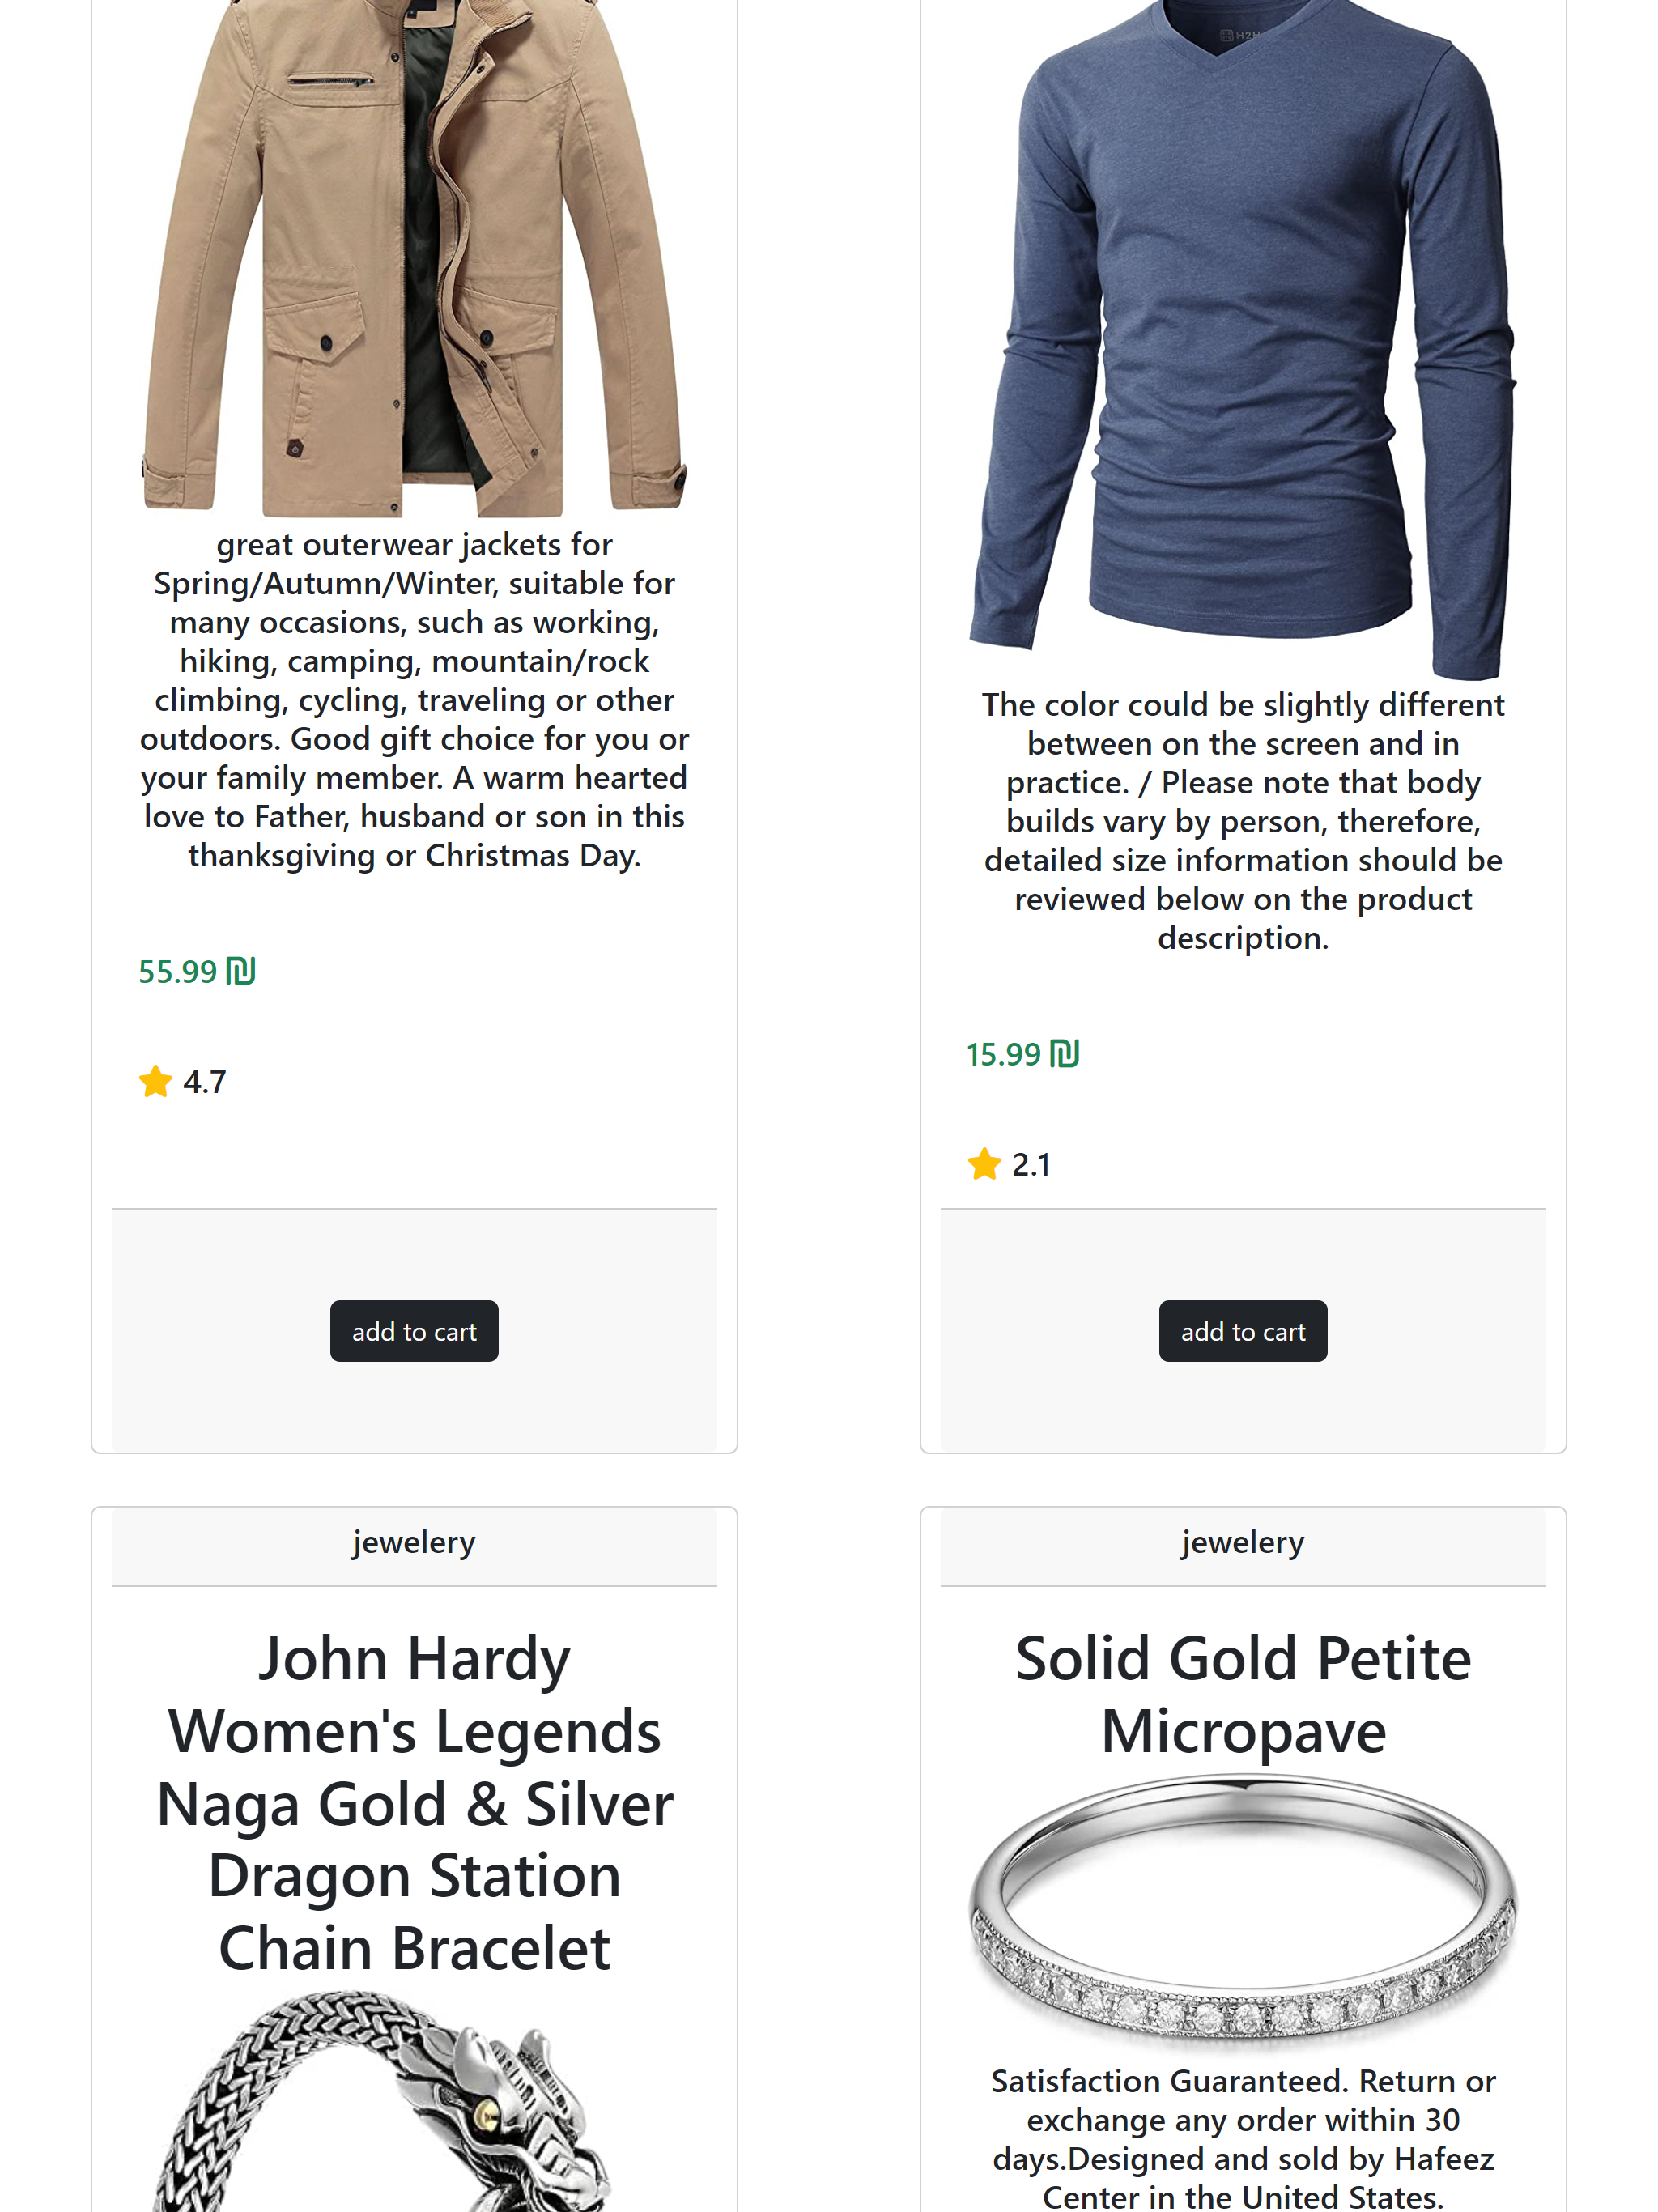 H2H
great outerwear jackets for
Spring/Autumn/Winter, suitable for
many occasions, such as working,
hiking, camping, mountain/rock
climbing, cycling, traveling or other
outdoors. Good gift choice for you or
your family member. A warm hearted
love to Father, husband or son in this
thanksgiving or Christmas Day.
55.99 ₪
4.7
add to cart
The color could be slightly different
between on the screen and in
practice. / Please note that body
builds vary by person, therefore,
detailed size information should be
reviewed below on the product
description.
15.99 ₪
2.1
add to cart
jewelery
John Hardy
Women's Legends
Naga Gold & Silver
Dragon Station
Chain Bracelet
jewelery
Solid Gold Petite
Micropave
Satisfaction Guaranteed. Return or
exchange any order within 30
days.Designed and sold by Hafeez
Center in the United States.